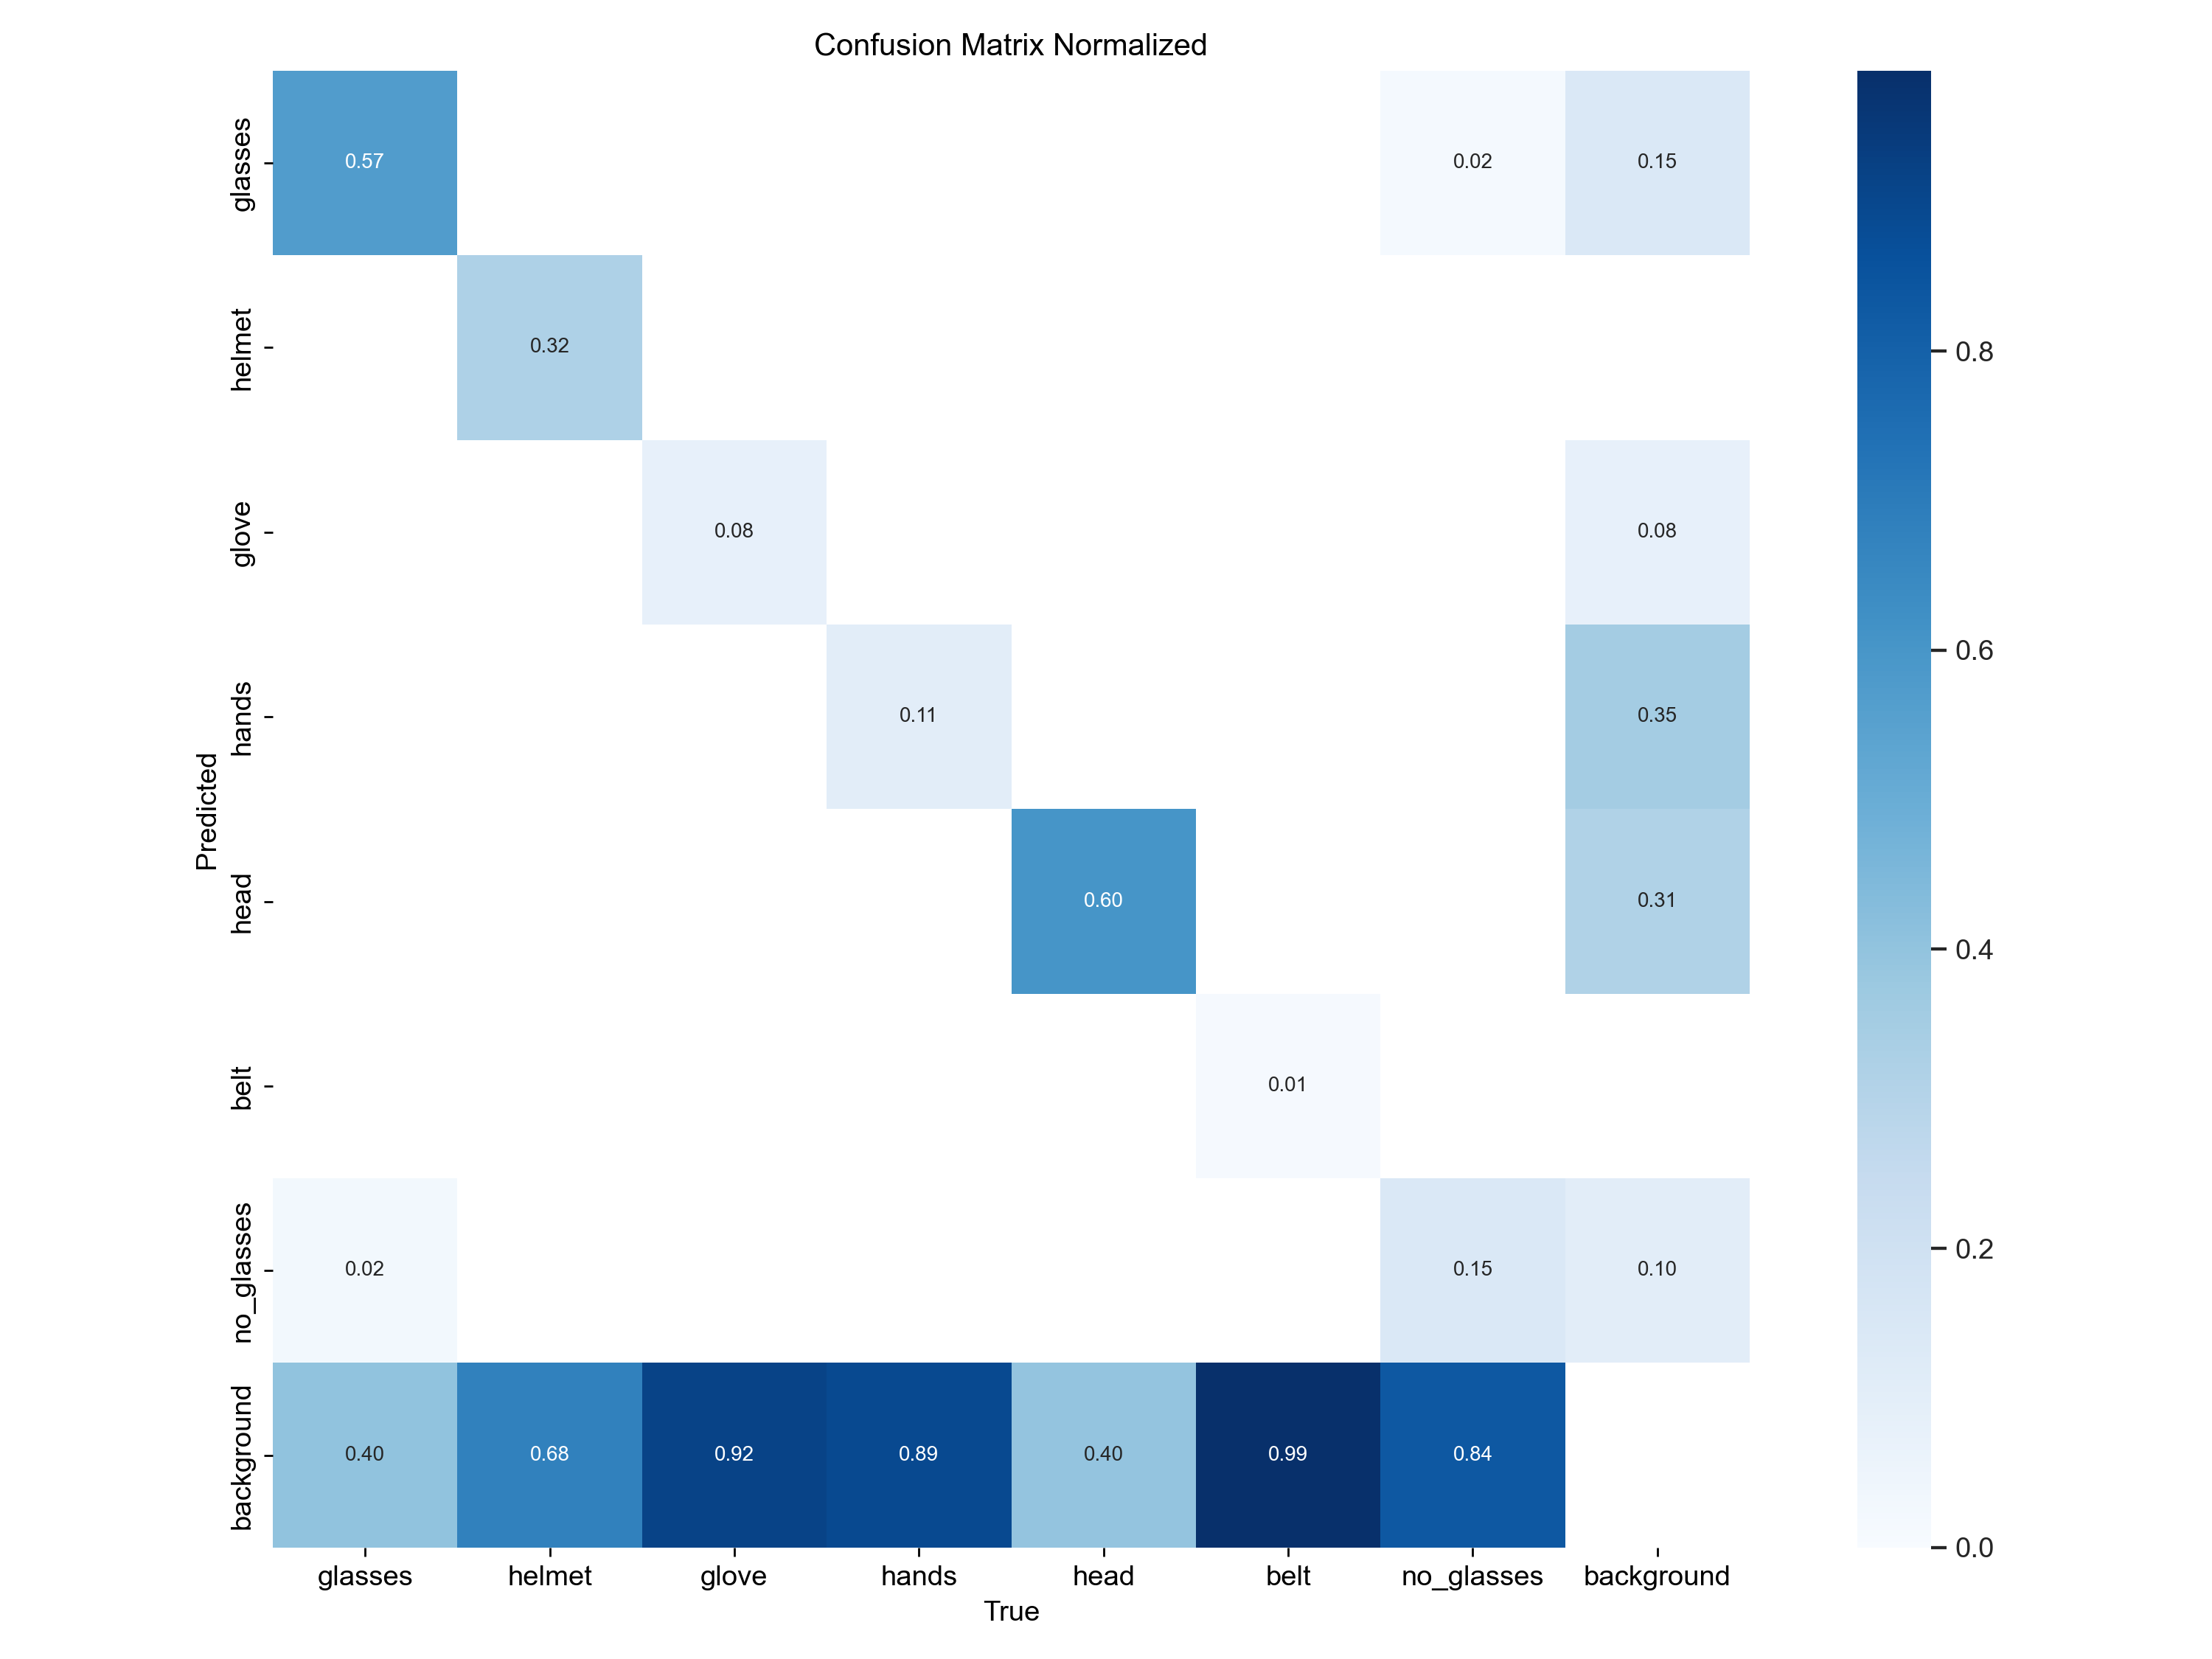 Confusion Matrix Normalized
glasses
0.57
0.02
0.15
helmet
0.32
0.8
glove
0.08
0.08
0.6
hands
0.11
0.35
Predicted
head
0.60
0.31
0.4
belt
0.01
no_glasses
0.02
0.15
0.10
0.2
background
0.40
0.68
0.92
0.89
0.40
0.99
0.84
0.0
glasses
helmet
glove
hands
head
belt
no_glasses
background
True